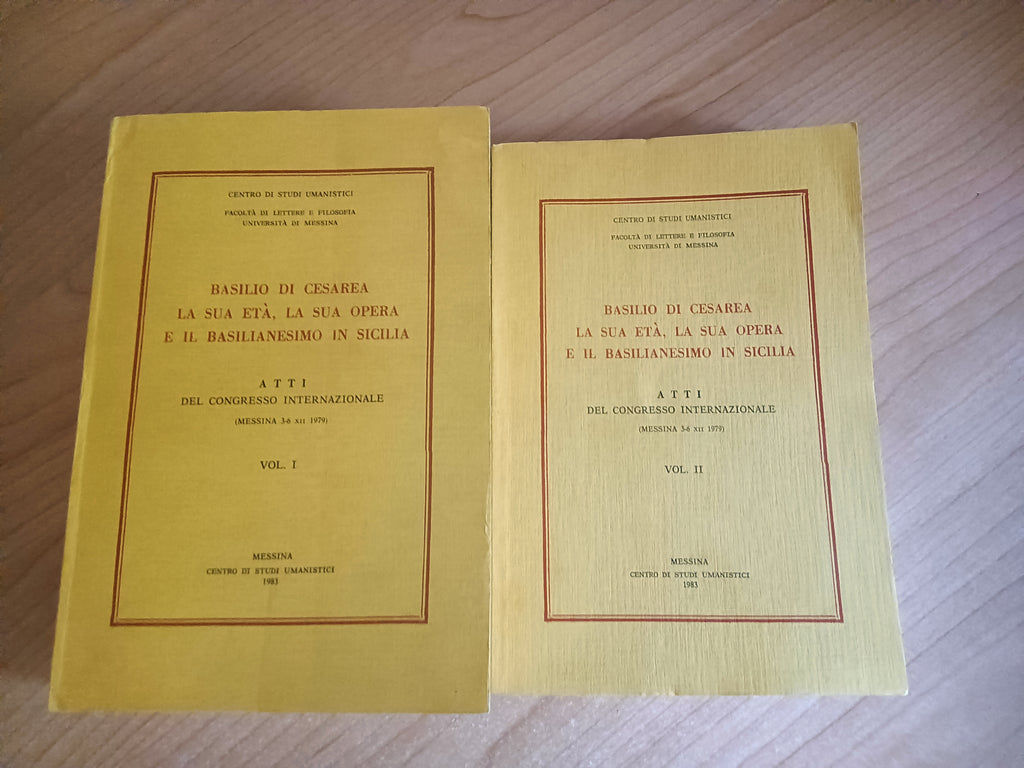 CENTRO DI STUDI UMANISTICI
FACOLTÀ DI LETTERE E FILOSOFIA
UNIVERSITÀ DI MESSINA
BASILIO DI CESAREA
LA SUA ETÀ, LA SUA OPERA
E IL BASILIANESIMO IN SICILIA
ATTI
DEL CONGRESSO INTERNAZIONALE
(MESSINA 3-6 XII 1979)
VOL. I
MESSINA
CENTRO DI STUDI UMANISTICI
1983
CENTRO DI STUDI UMANISTICI
FACOLTÀ DI LETTERE E FILOSOFIA
UNIVERSITÀ DI MESSINA
BASILIO DI CESAREA
LA SUA ETÀ, LA SUA OPERA
E IL BASILIANESIMO IN SICILIA
ATTI
DEL CONGRESSO INTERNAZIONALE
(MESSINA 3-6 XII 1979)
VOL. II
MESSINA
CENTRO DI STUDI UMANISTICI
1983